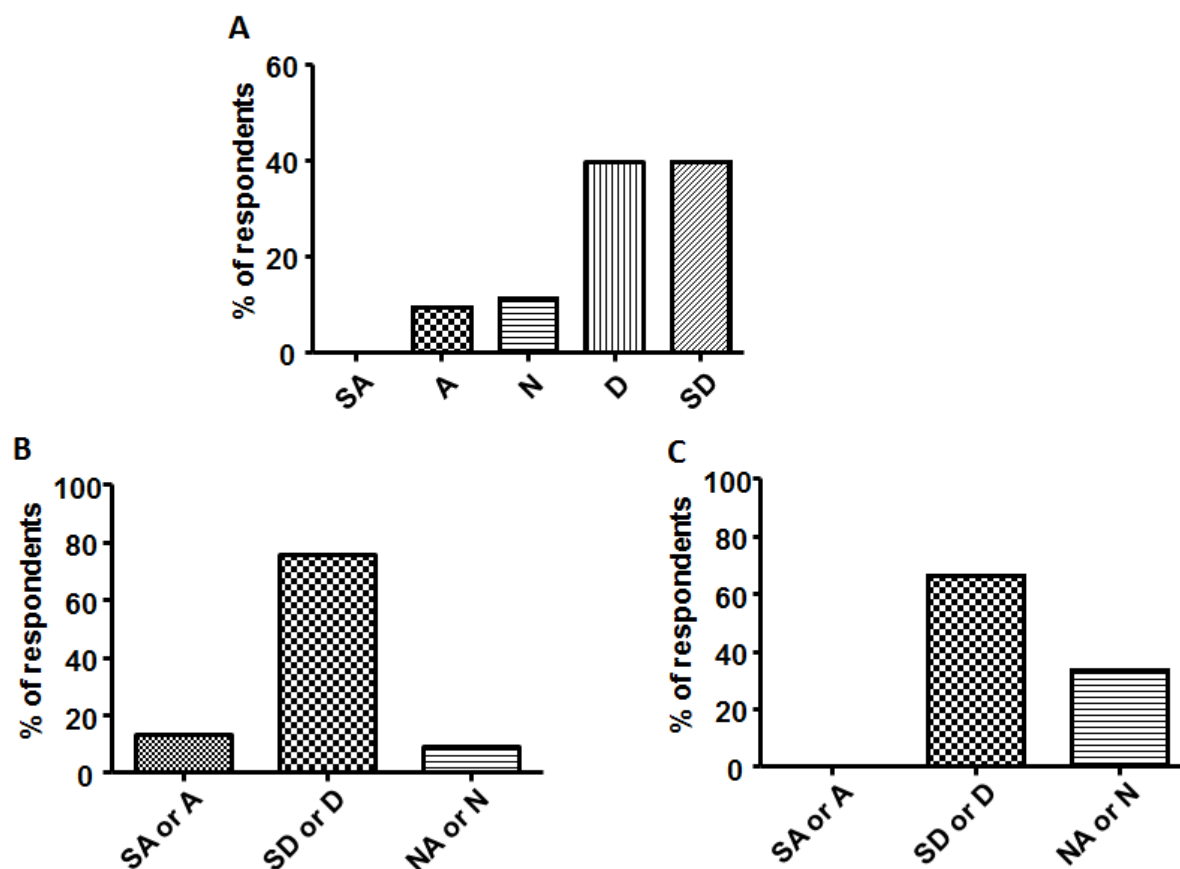 A
% of respondents
60
40
20
0
SA
A
N
D
SD
B
% of respondents
100
80
60
40
20
0
SA or A
SD or D
NA or N
C
% of respondents
100
80
60
40
20
0
SA or A
SD or D
NA or N